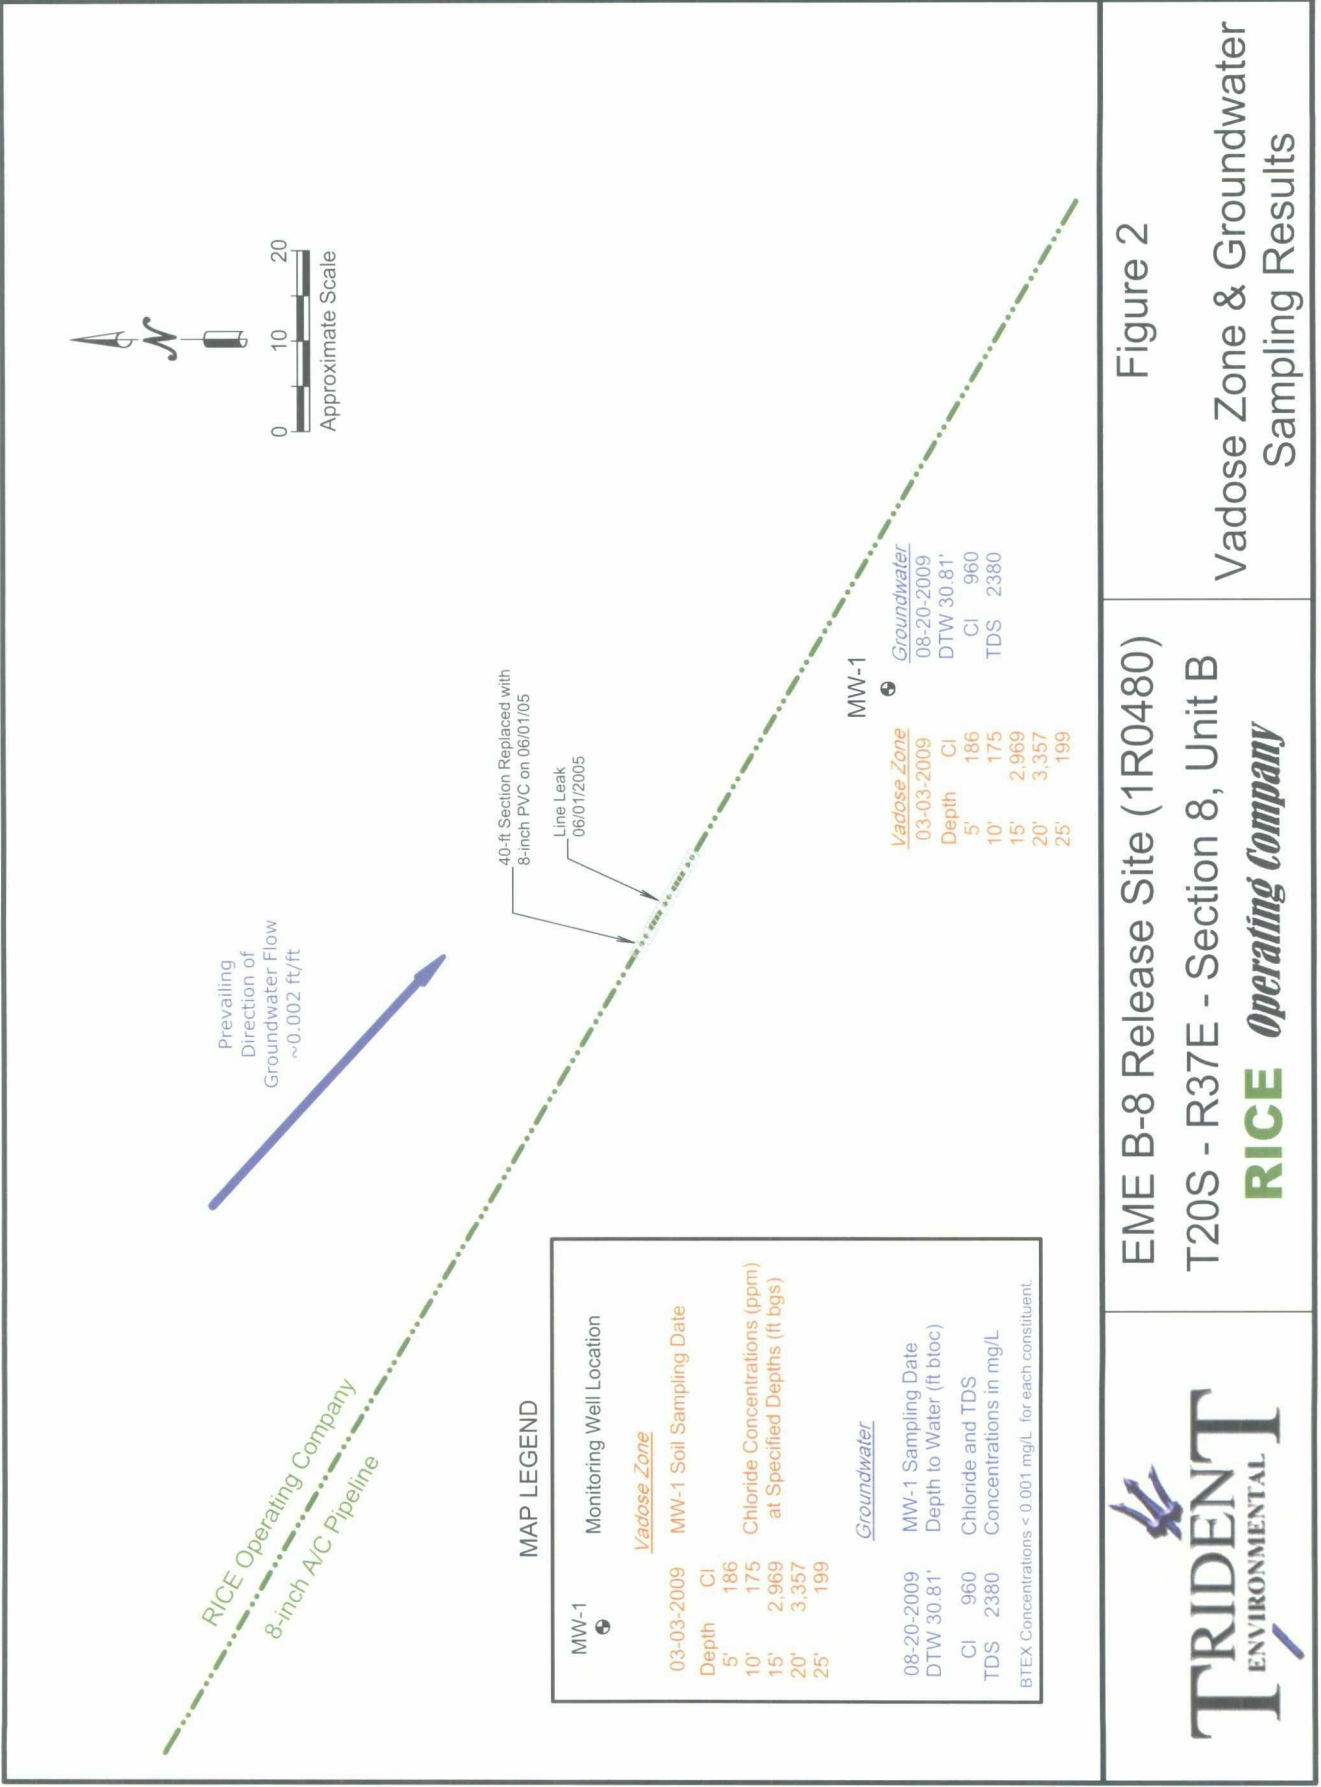 N
0 10 20
Approximate Scale
Prevailing
Direction of
Groundwater Flow
~0.002 ft/ft
RICE Operating Company
8-inch A/C Pipeline
40-ft Section Replaced with
8-inch PVC on 06/01/05
Line Leak
06/01/2005
MW-1
Vadose Zone
03-03-2009
Depth Cl
5' 186
10' 175
15' 2,969
20' 3,357
25' 199
Groundwater
08-20-2009
DTW 30.81'
Cl 960
TDS 2380
MAP LEGEND
MW-1 Monitoring Well Location
Vadose Zone
03-03-2009 MW-1 Soil Sampling Date
Depth Cl
5' 186
10' 175 Chloride Concentrations (ppm)
15' 2,969 at Specified Depths (ft bgs)
20' 3,357
25' 199
Groundwater
08-20-2009 MW-1 Sampling Date
DTW 30.81' Depth to Water (ft btoc)
Cl 960 Chloride and TDS
TDS 2380 Concentrations in mg/L
BTEX Concentrations < 0.001 mg/L for each constituent.
TRIDENT
ENVIRONMENTAL
EME B-8 Release Site (1R0480)
T20S - R37E - Section 8, Unit B
RICE Operating Company
Figure 2
Vadose Zone & Groundwater
Sampling Results